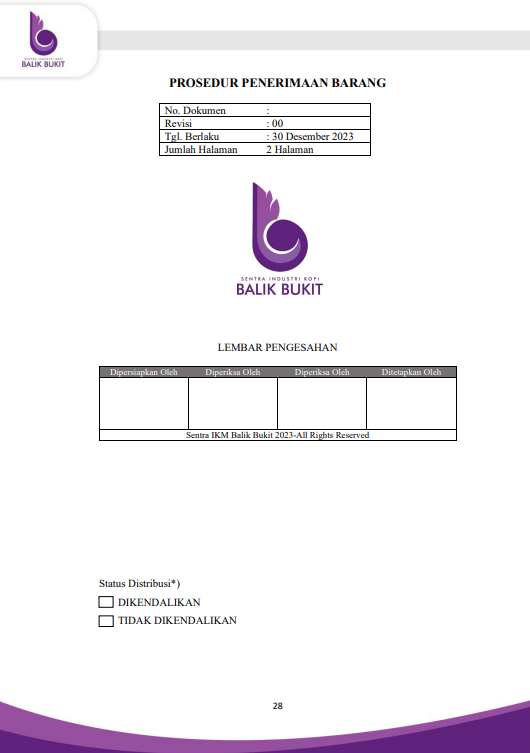 SENTRA INDUSTRI KOPI
BALIK BUKIT
PROSEDUR PENERIMAAN BARANG
No. Dokumen :
Revisi : 00
Tgl. Berlaku : 30 Desember 2023
Jumlah Halaman 2 Halaman
SENTRA INDUSTRI KOPI
BALIK BUKIT
LEMBAR PENGESAHAN
Dipersiapkan Oleh Diperiksa Oleh Diperiksa Oleh Ditetapkan Oleh
Sentra IKM Balik Bukit 2023-All Rights Reserved
Status Distribusi*)
DIKENDALIKAN
TIDAK DIKENDALIKAN
28